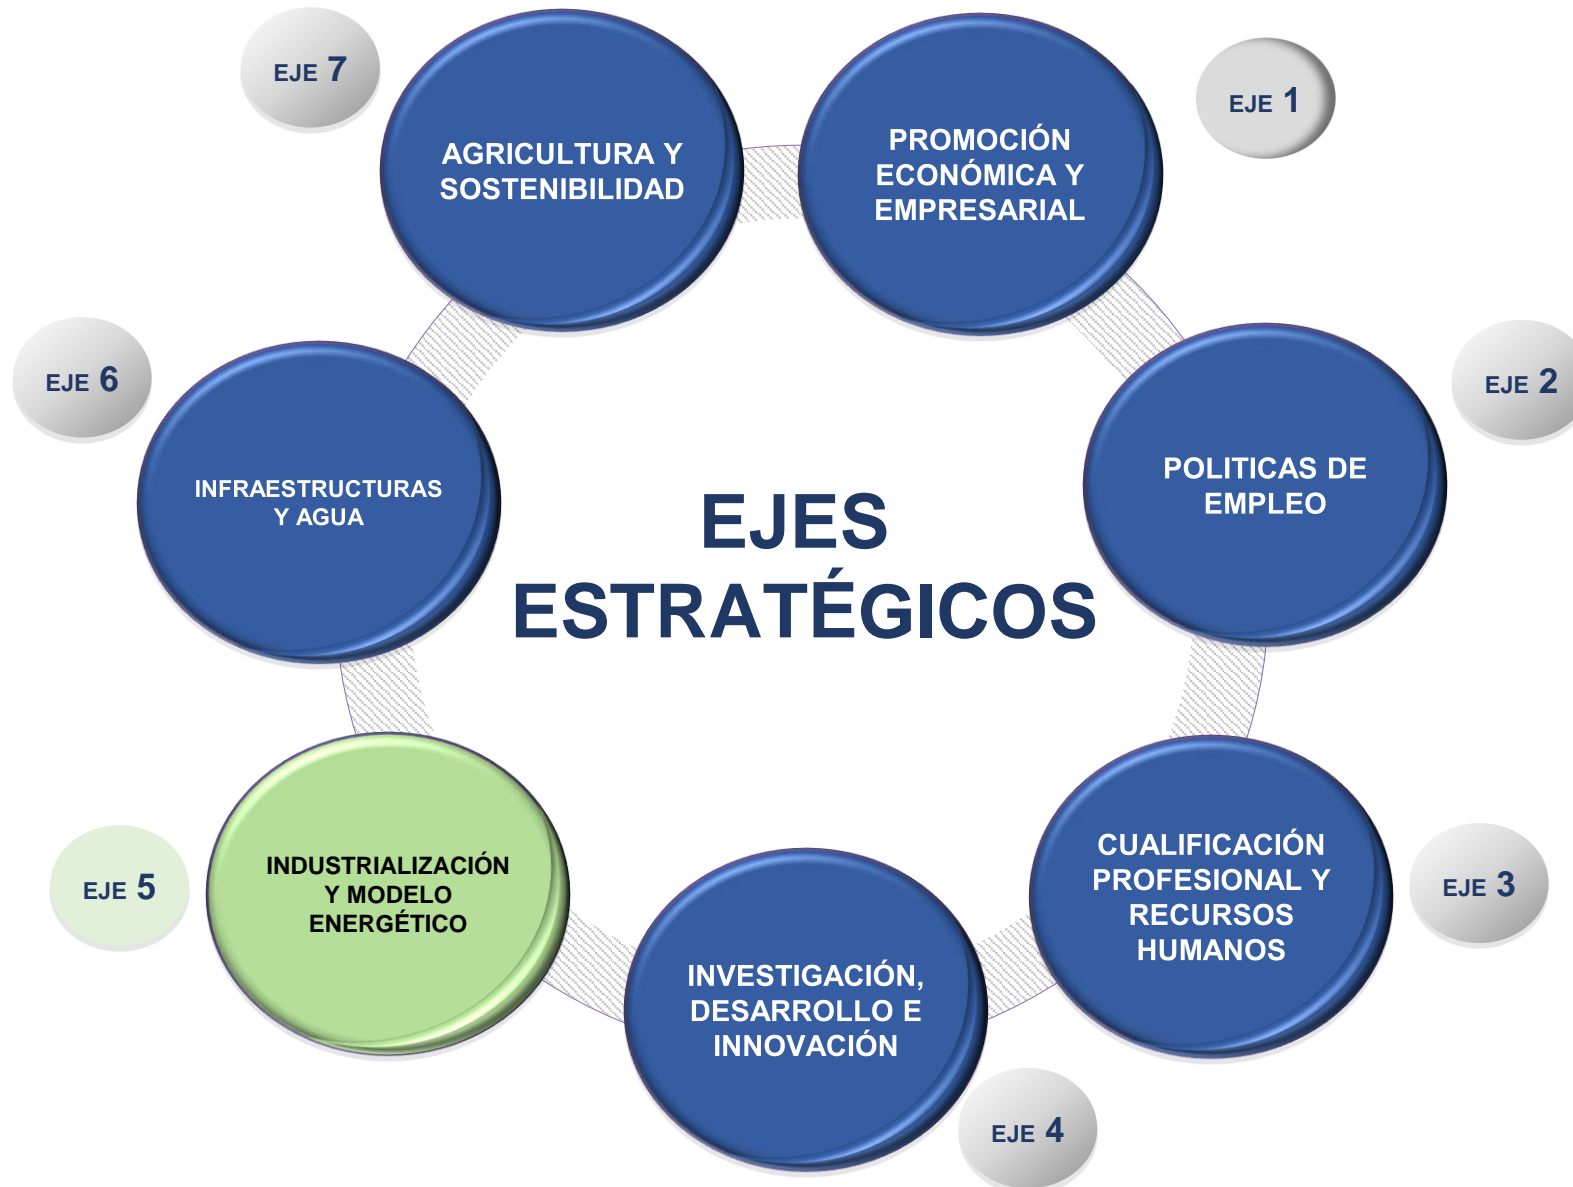 EJE 7
AGRICULTURA Y
SOSTENIBILIDAD
PROMOCIÓN
ECONÓMICA Y
EMPRESARIAL
EJE 1
EJE 6
INFRAESTRUCTURAS
Y AGUA
EJE 2
POLITICAS DE
EMPLEO
EJES
ESTRATÉGICOS
EJE 5
INDUSTRIALIZACIÓN
Y MODELO
ENERGÉTICO
CUALIFICACIÓN
PROFESIONAL Y
RECURSOS
HUMANOS
EJE 3
INVESTIGACIÓN,
DESARROLLO E
INNOVACIÓN
EJE 4